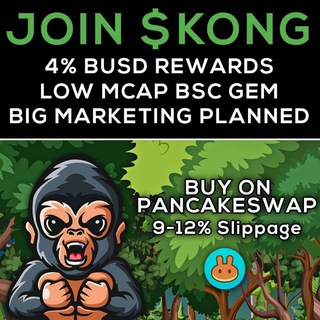 JOIN $KONG
4% BUSD REWARDS
LOW MCAP BSC GEM
BIG MARKETING PLANNED
BUY ON
PANCAKESWAP
9-12% Slippage